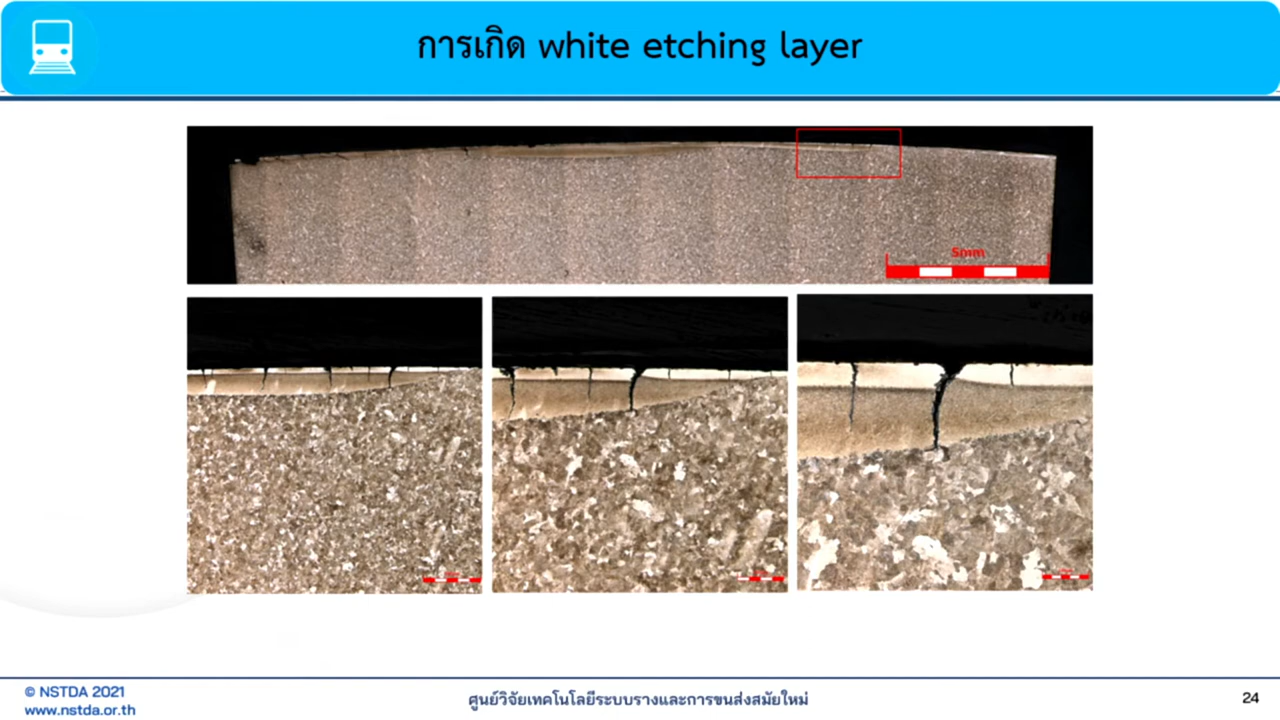 การเกิด white etching layer
5mm
© NSTDA 2021
www.nstda.or.th
ศูนย์วิจัยเทคโนโลยีระบบรางและการขนส่งสมัยใหม่
24